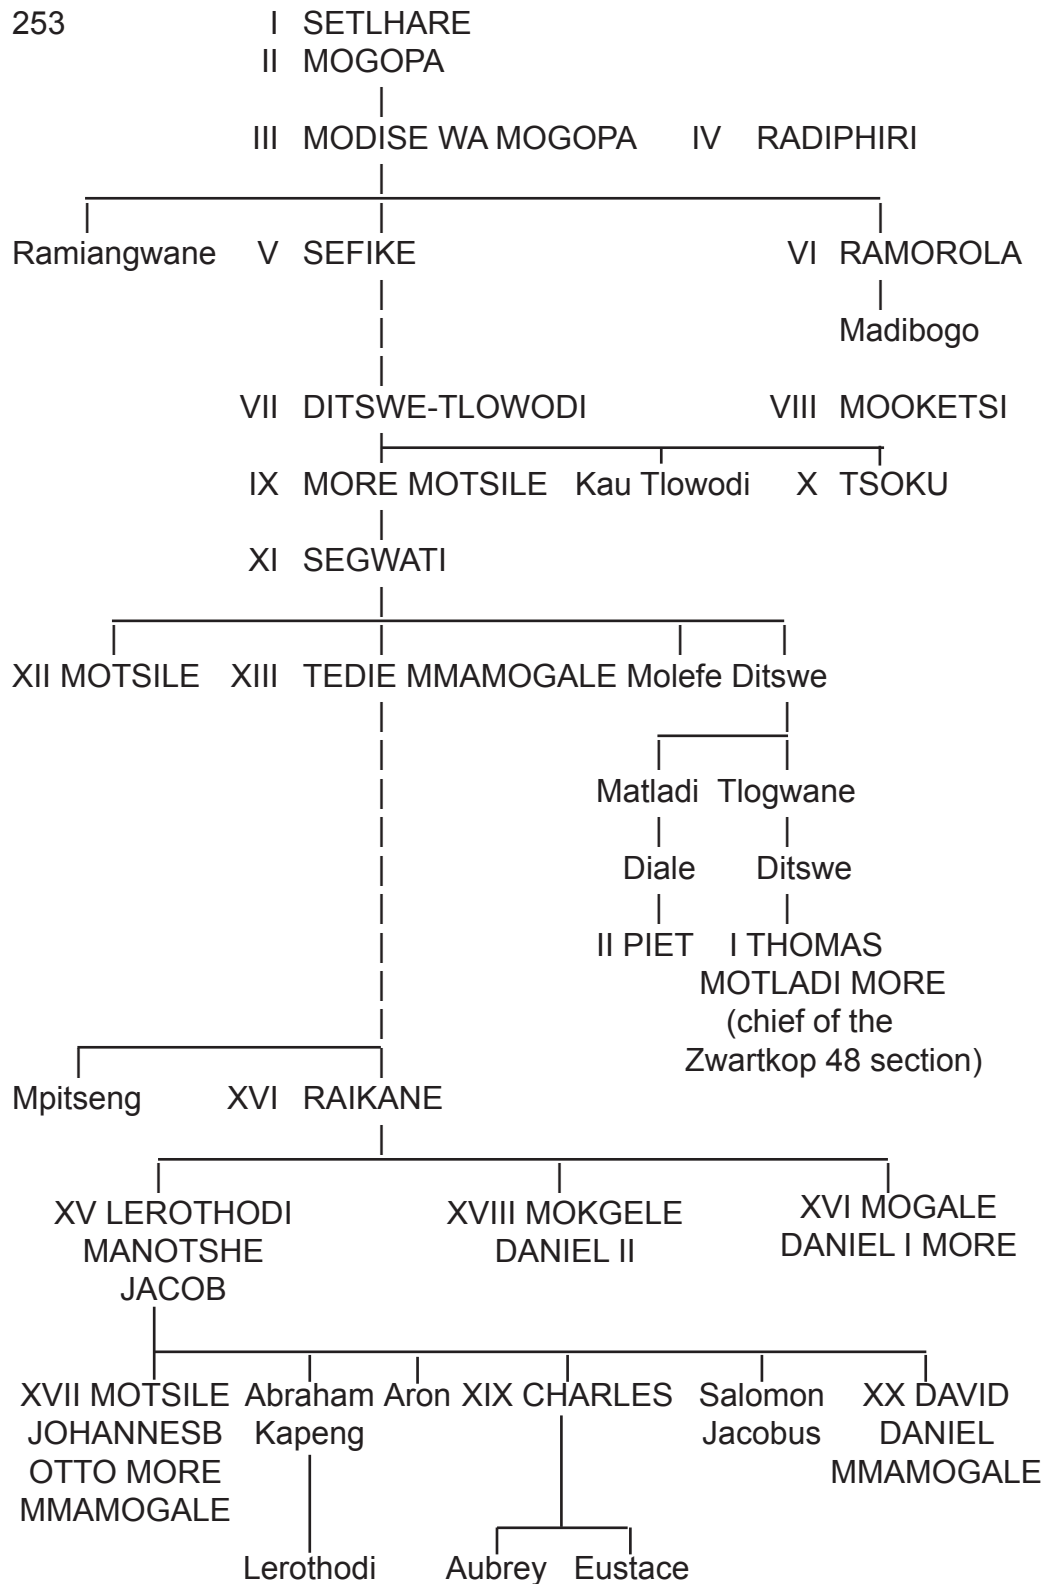 253 I SETLHARE
II MOGOPA
III MODISE WA MOGOPA IV RADIPHIRI
Ramiangwane V SEFIKE VI RAMOROLA
Madibogo
VII DITSWE-TLOWODI VIII MOOKETSI
IX MORE MOTSILE Kau Tlowodi X TSOKU
XI SEGWATI
XII MOTSILE XIII TEDIE MMAMOGALE Molefe Ditswe
Matladi Tlogwane
Diale Ditswe
II PIET I THOMAS
MOTLADI MORE
(chief of the
Zwartkop 48 section)
Mpitseng XVI RAIKANE
XV LEROTHODI XVIII MOKGELE XVI MOGALE
MANOTSHE DANIEL II DANIEL I MORE
JACOB
XVII MOTSILE Abraham Aron XIX CHARLES Salomon XX DAVID
JOHANNESB Kapeng Jacobus DANIEL
OTTO MORE MMAMOGALE
MMAMOGALE
Lerothodi Aubrey Eustace